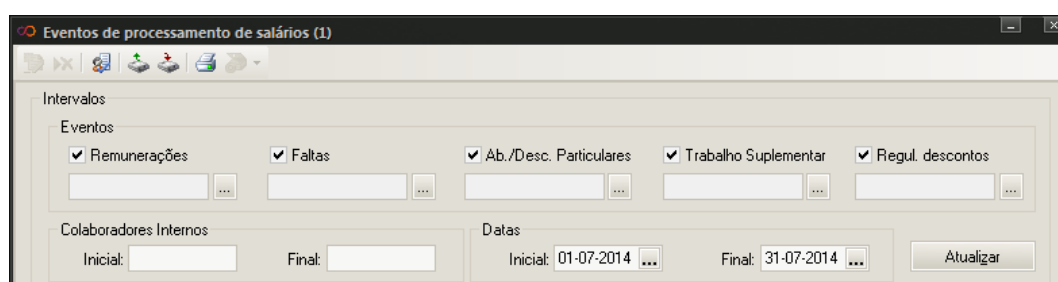 Eventos de processamento de salários (1)
Intervalos
Eventos
Remunerações Faltas Ab./Desc. Particulares Trabalho Suplementar Regul. descontos
... ... ... ... ...
Colaboradores Internos Datas
Inicial: Final: Inicial: 01-07-2014 ... Final: 31-07-2014 ... Atualizar